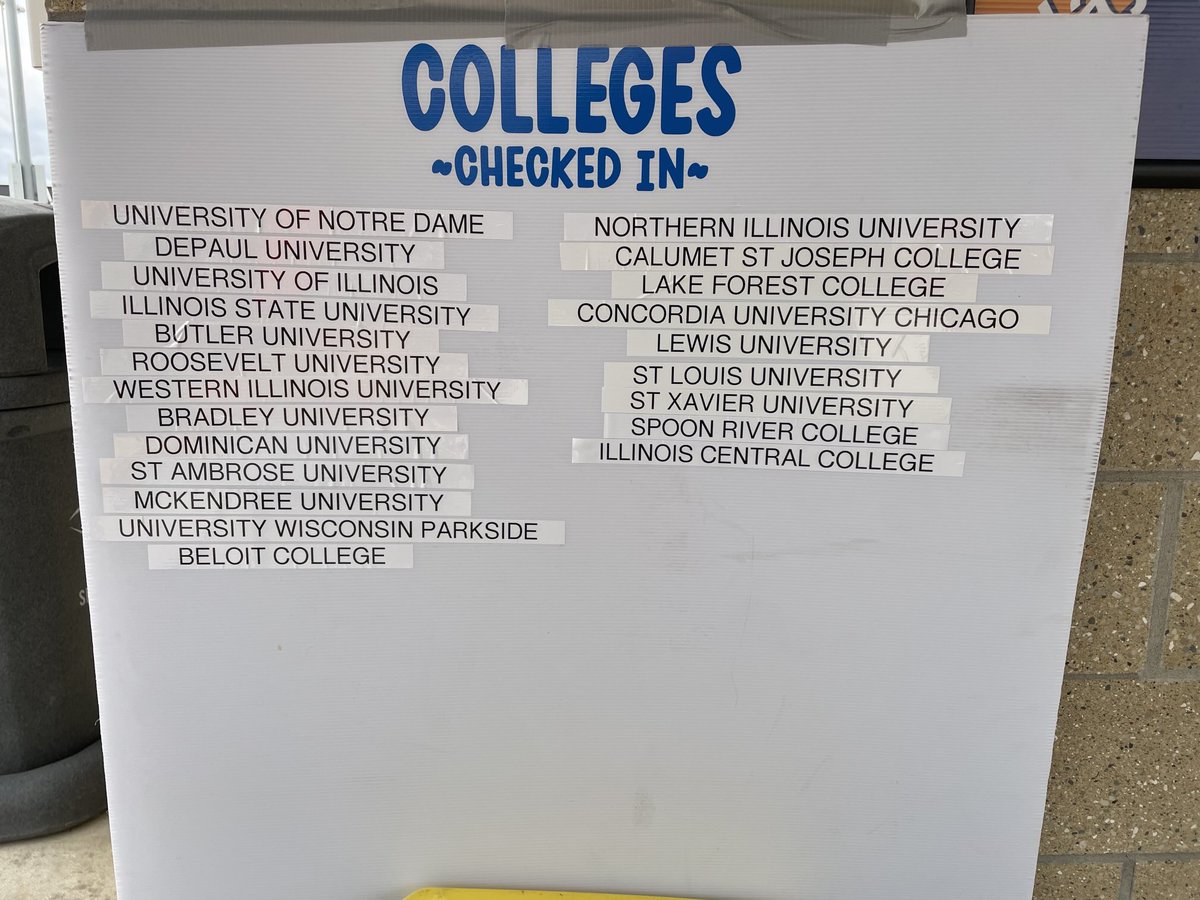 COLLEGES
~CHECKED IN~
UNIVERSITY OF NOTRE DAME
DEPAUL UNIVERSITY
UNIVERSITY OF ILLINOIS
ILLINOIS STATE UNIVERSITY
BUTLER UNIVERSITY
ROOSEVELT UNIVERSITY
WESTERN ILLINOIS UNIVERSITY
BRADLEY UNIVERSITY
DOMINICAN UNIVERSITY
ST AMBROSE UNIVERSITY
MCKENDREE UNIVERSITY
UNIVERSITY WISCONSIN PARKSIDE
BELOIT COLLEGE
NORTHERN ILLINOIS UNIVERSITY
CALUMET ST JOSEPH COLLEGE
LAKE FOREST COLLEGE
CONCORDIA UNIVERSITY CHICAGO
LEWIS UNIVERSITY
ST LOUIS UNIVERSITY
ST XAVIER UNIVERSITY
SPOON RIVER COLLEGE
ILLINOIS CENTRAL COLLEGE